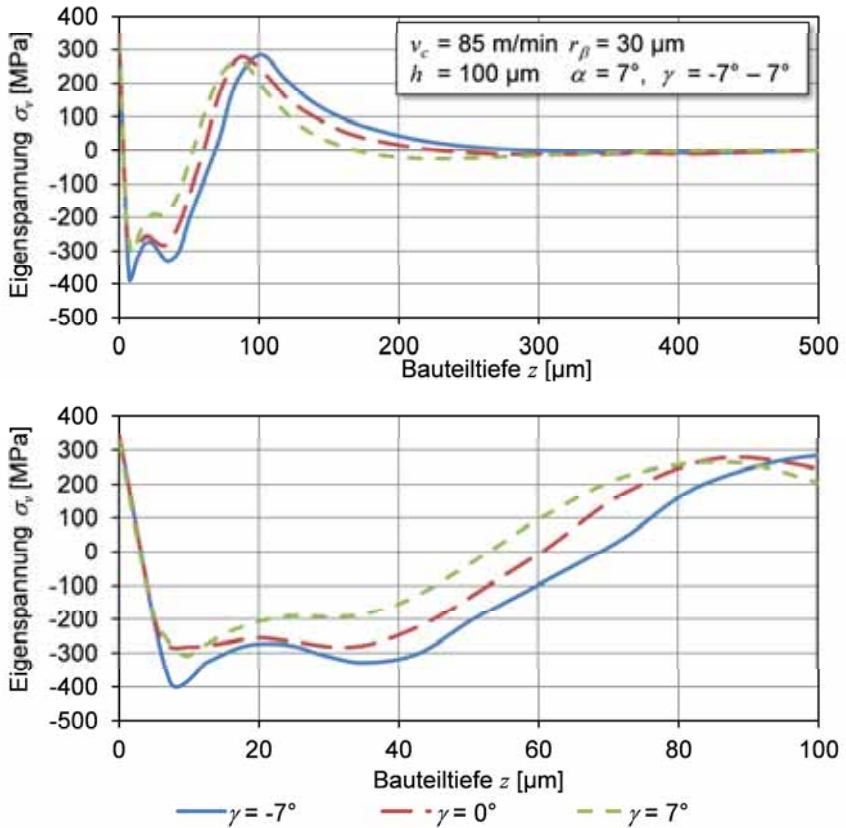 400
300
200
100
0
-100
-200
-300
-400
-500
Eigenspannung σᵥ [MPa]
v_c = 85 m/min r_β = 30 µm
h = 100 µm α = 7°, γ = -7° – 7°
0 100 200 300 400 500
Bauteiltiefe z [µm]
400
300
200
100
0
-100
-200
-300
-400
-500
Eigenspannung σᵥ [MPa]
0 20 40 60 80 100
Bauteiltiefe z [µm]
γ = -7° γ = 0° γ = 7°